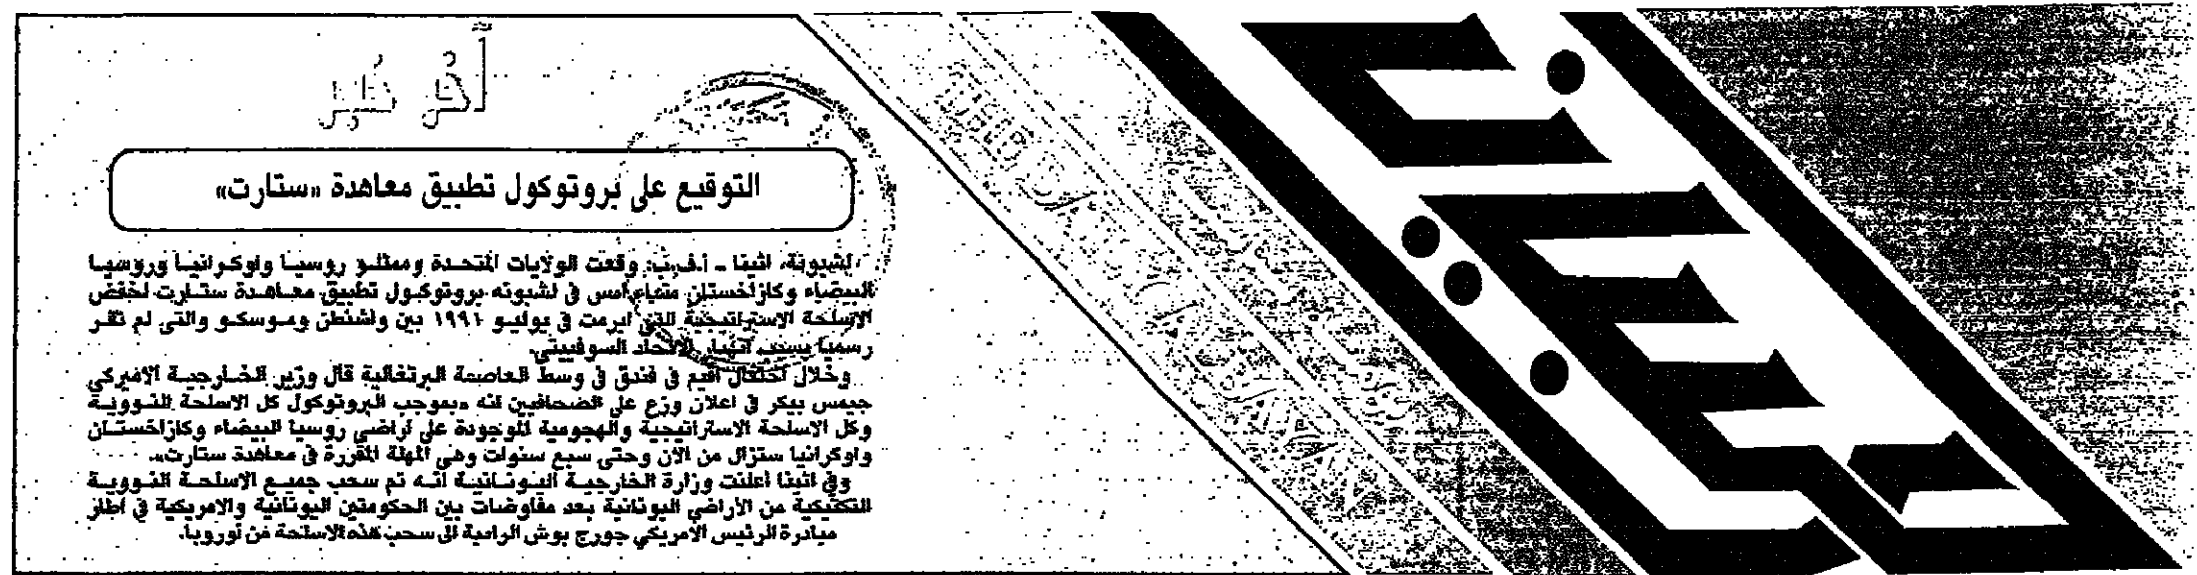 آخر خبر
التوقيع على بروتوكول تطبيق معاهدة «ستارت»
لشبونة، اثينا ـ أ.ف.ب: وقعت الولايات المتحدة وممثلو روسيا واوكرانيا وروسيا
البيضاء وكازاخستان مساء أمس في لشبونه بروتوكول تطبيق معاهدة ستارت لخفض
الاسلحة الاستراتيجية التي ابرمت في يوليو ١٩٩١ بين واشنطن وموسكو والتي لم تقر
رسميا بسبب انهيار الاتحاد السوفييتي.
وخلال احتفال اقيم في فندق في وسط العاصمة البرتغالية قال وزير الخارجية الاميركي
جيمس بيكر في اعلان وزع على الصحافيين انه «بموجب البروتوكول كل الاسلحة النووية
وكل الاسلحة الاستراتيجية والهجومية الموجودة على اراضي روسيا البيضاء وكازاخستان
واوكرانيا ستزال من الآن وحتى سبع سنوات وهي المهلة المقررة في معاهدة ستارت».
وفي اثينا أعلنت وزارة الخارجية اليونانية انه تم سحب جميع الاسلحة النووية
التكتيكية من الأراضي اليونانية بعد مفاوضات بين الحكومتين اليونانية والامريكية في اطار
مبادرة الرئيس الامريكي جورج بوش الرامية الى سحب هذه الاسلحة من اوروبا.